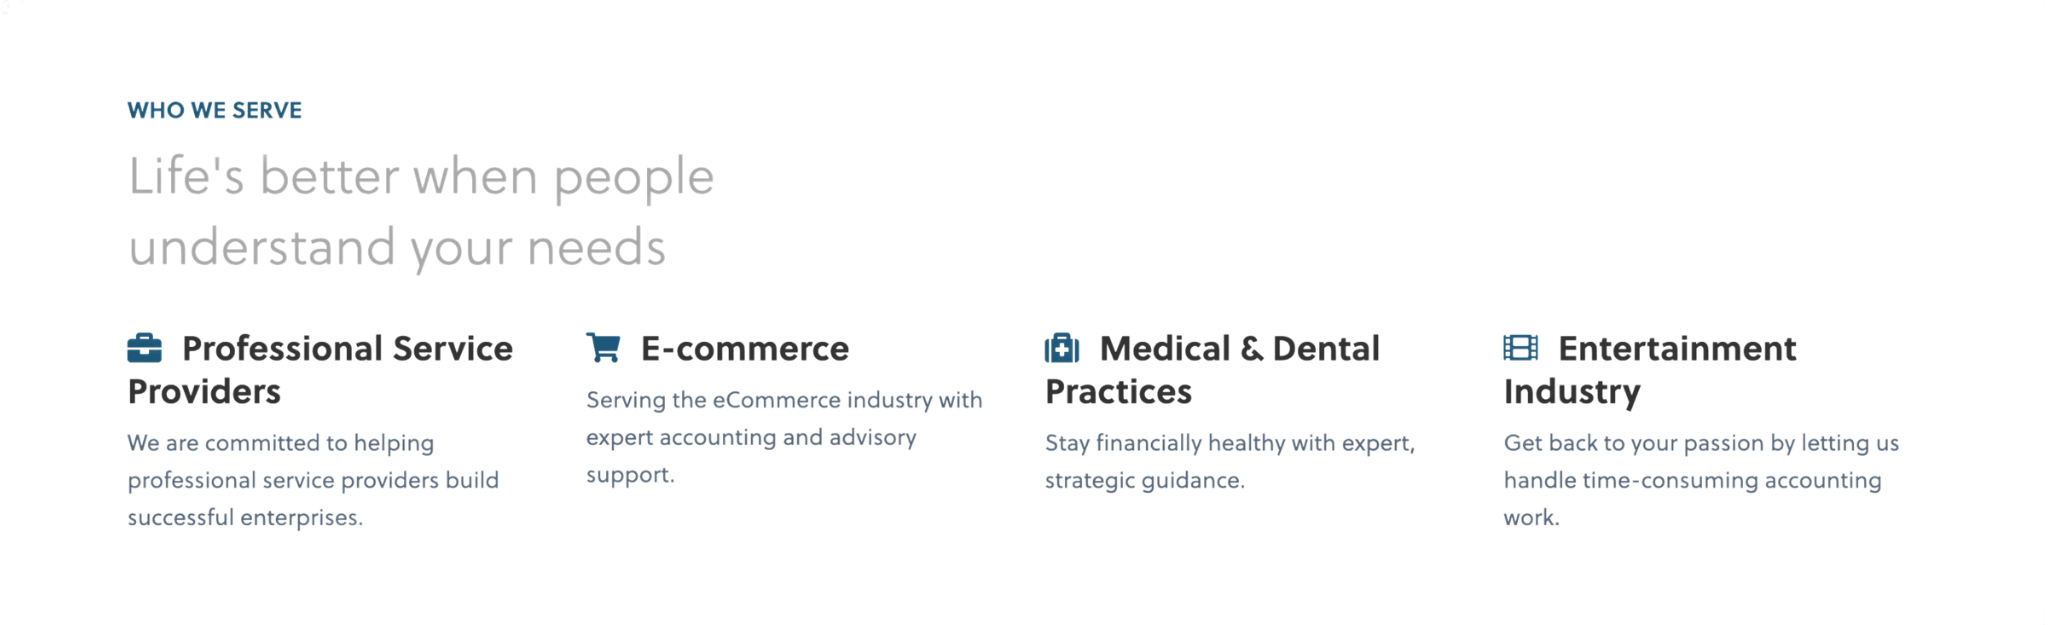 WHO WE SERVE
Life's better when people
understand your needs
Professional Service
Providers
We are committed to helping
professional service providers build
successful enterprises.
E-commerce
Serving the eCommerce industry with
expert accounting and advisory
support.
Medical & Dental
Practices
Stay financially healthy with expert,
strategic guidance.
Entertainment
Industry
Get back to your passion by letting us
handle time-consuming accounting
work.